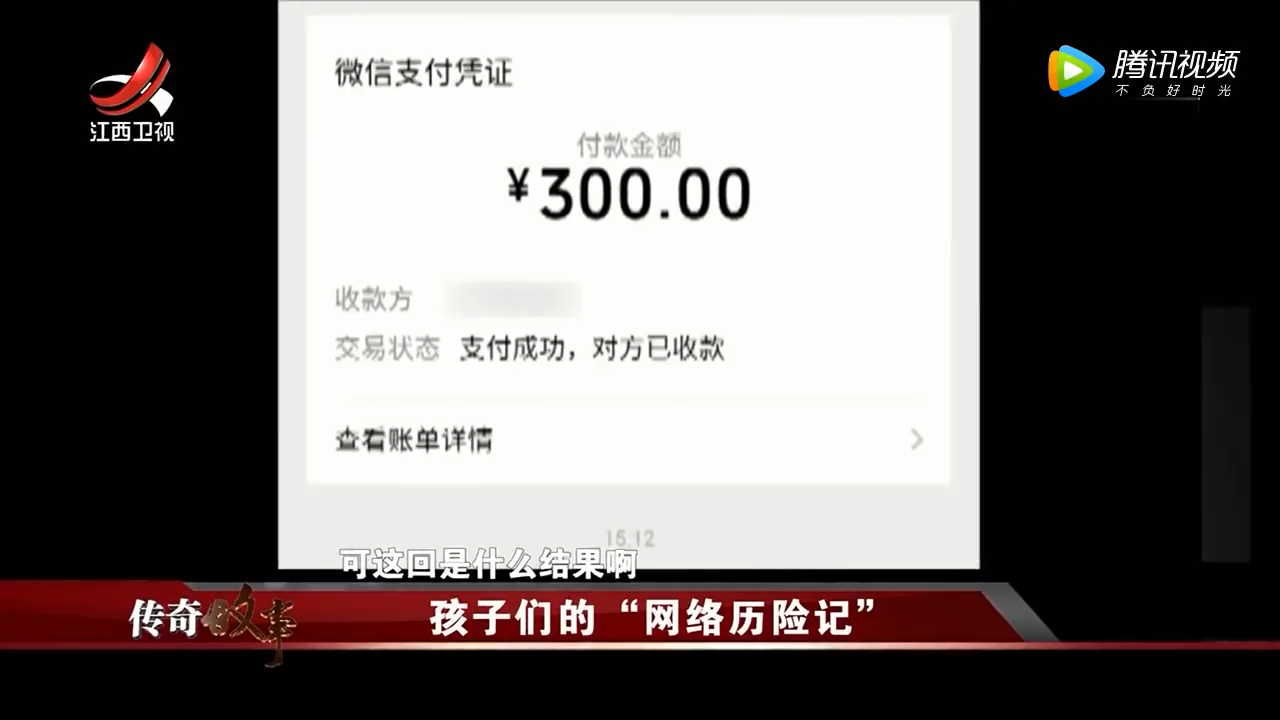 江西卫视
腾讯视频
不负好时光
微信支付凭证
付款金额
¥300.00
收款方
交易状态 支付成功，对方已收款
查看账单详情
15:12
可这回是什么结果啊
传奇故事
孩子们的“网络历险记”